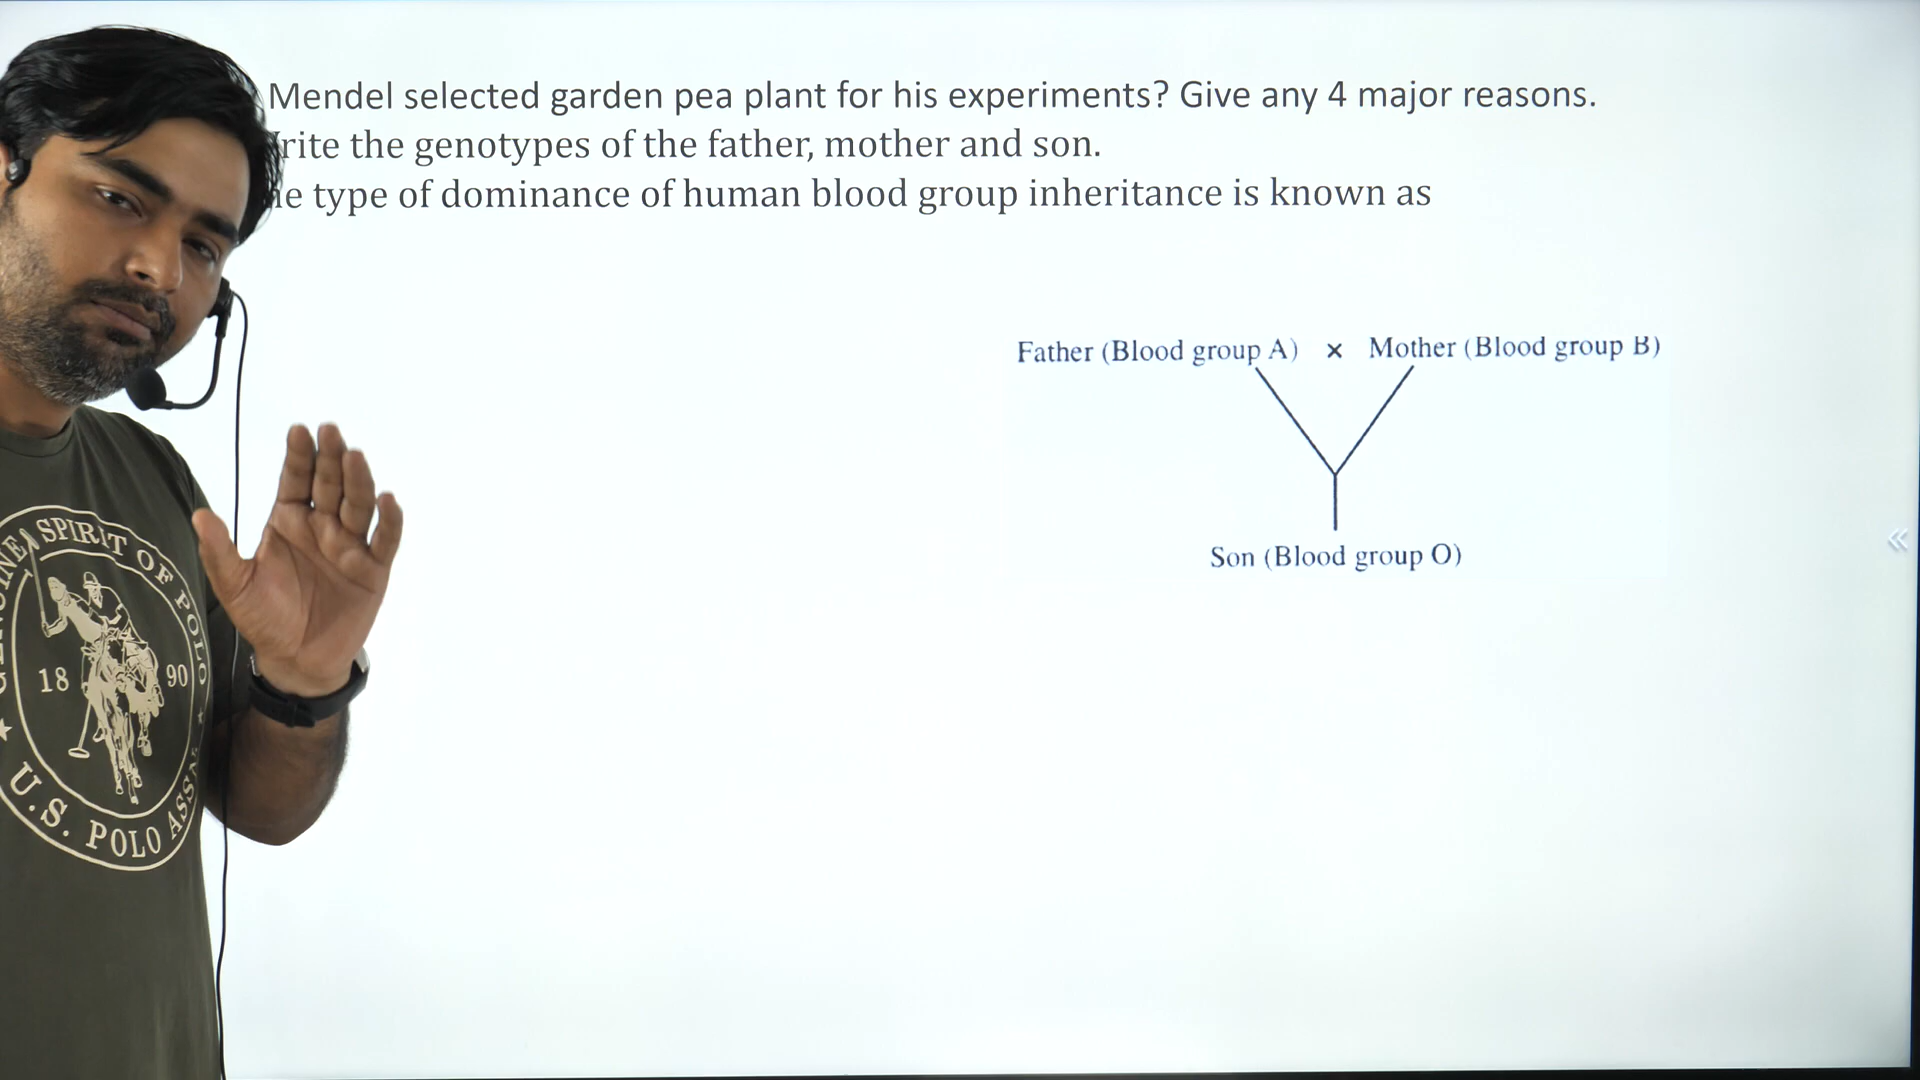 Mendel selected garden pea plant for his experiments? Give any 4 major reasons.
the genotypes of the father, mother and son.
type of dominance of human blood group inheritance is known as
Father (Blood group A) × Mother (Blood group B)
Son (Blood group O)
SPIRIT OF POLO
18 90
U.S. POLO ASSN.